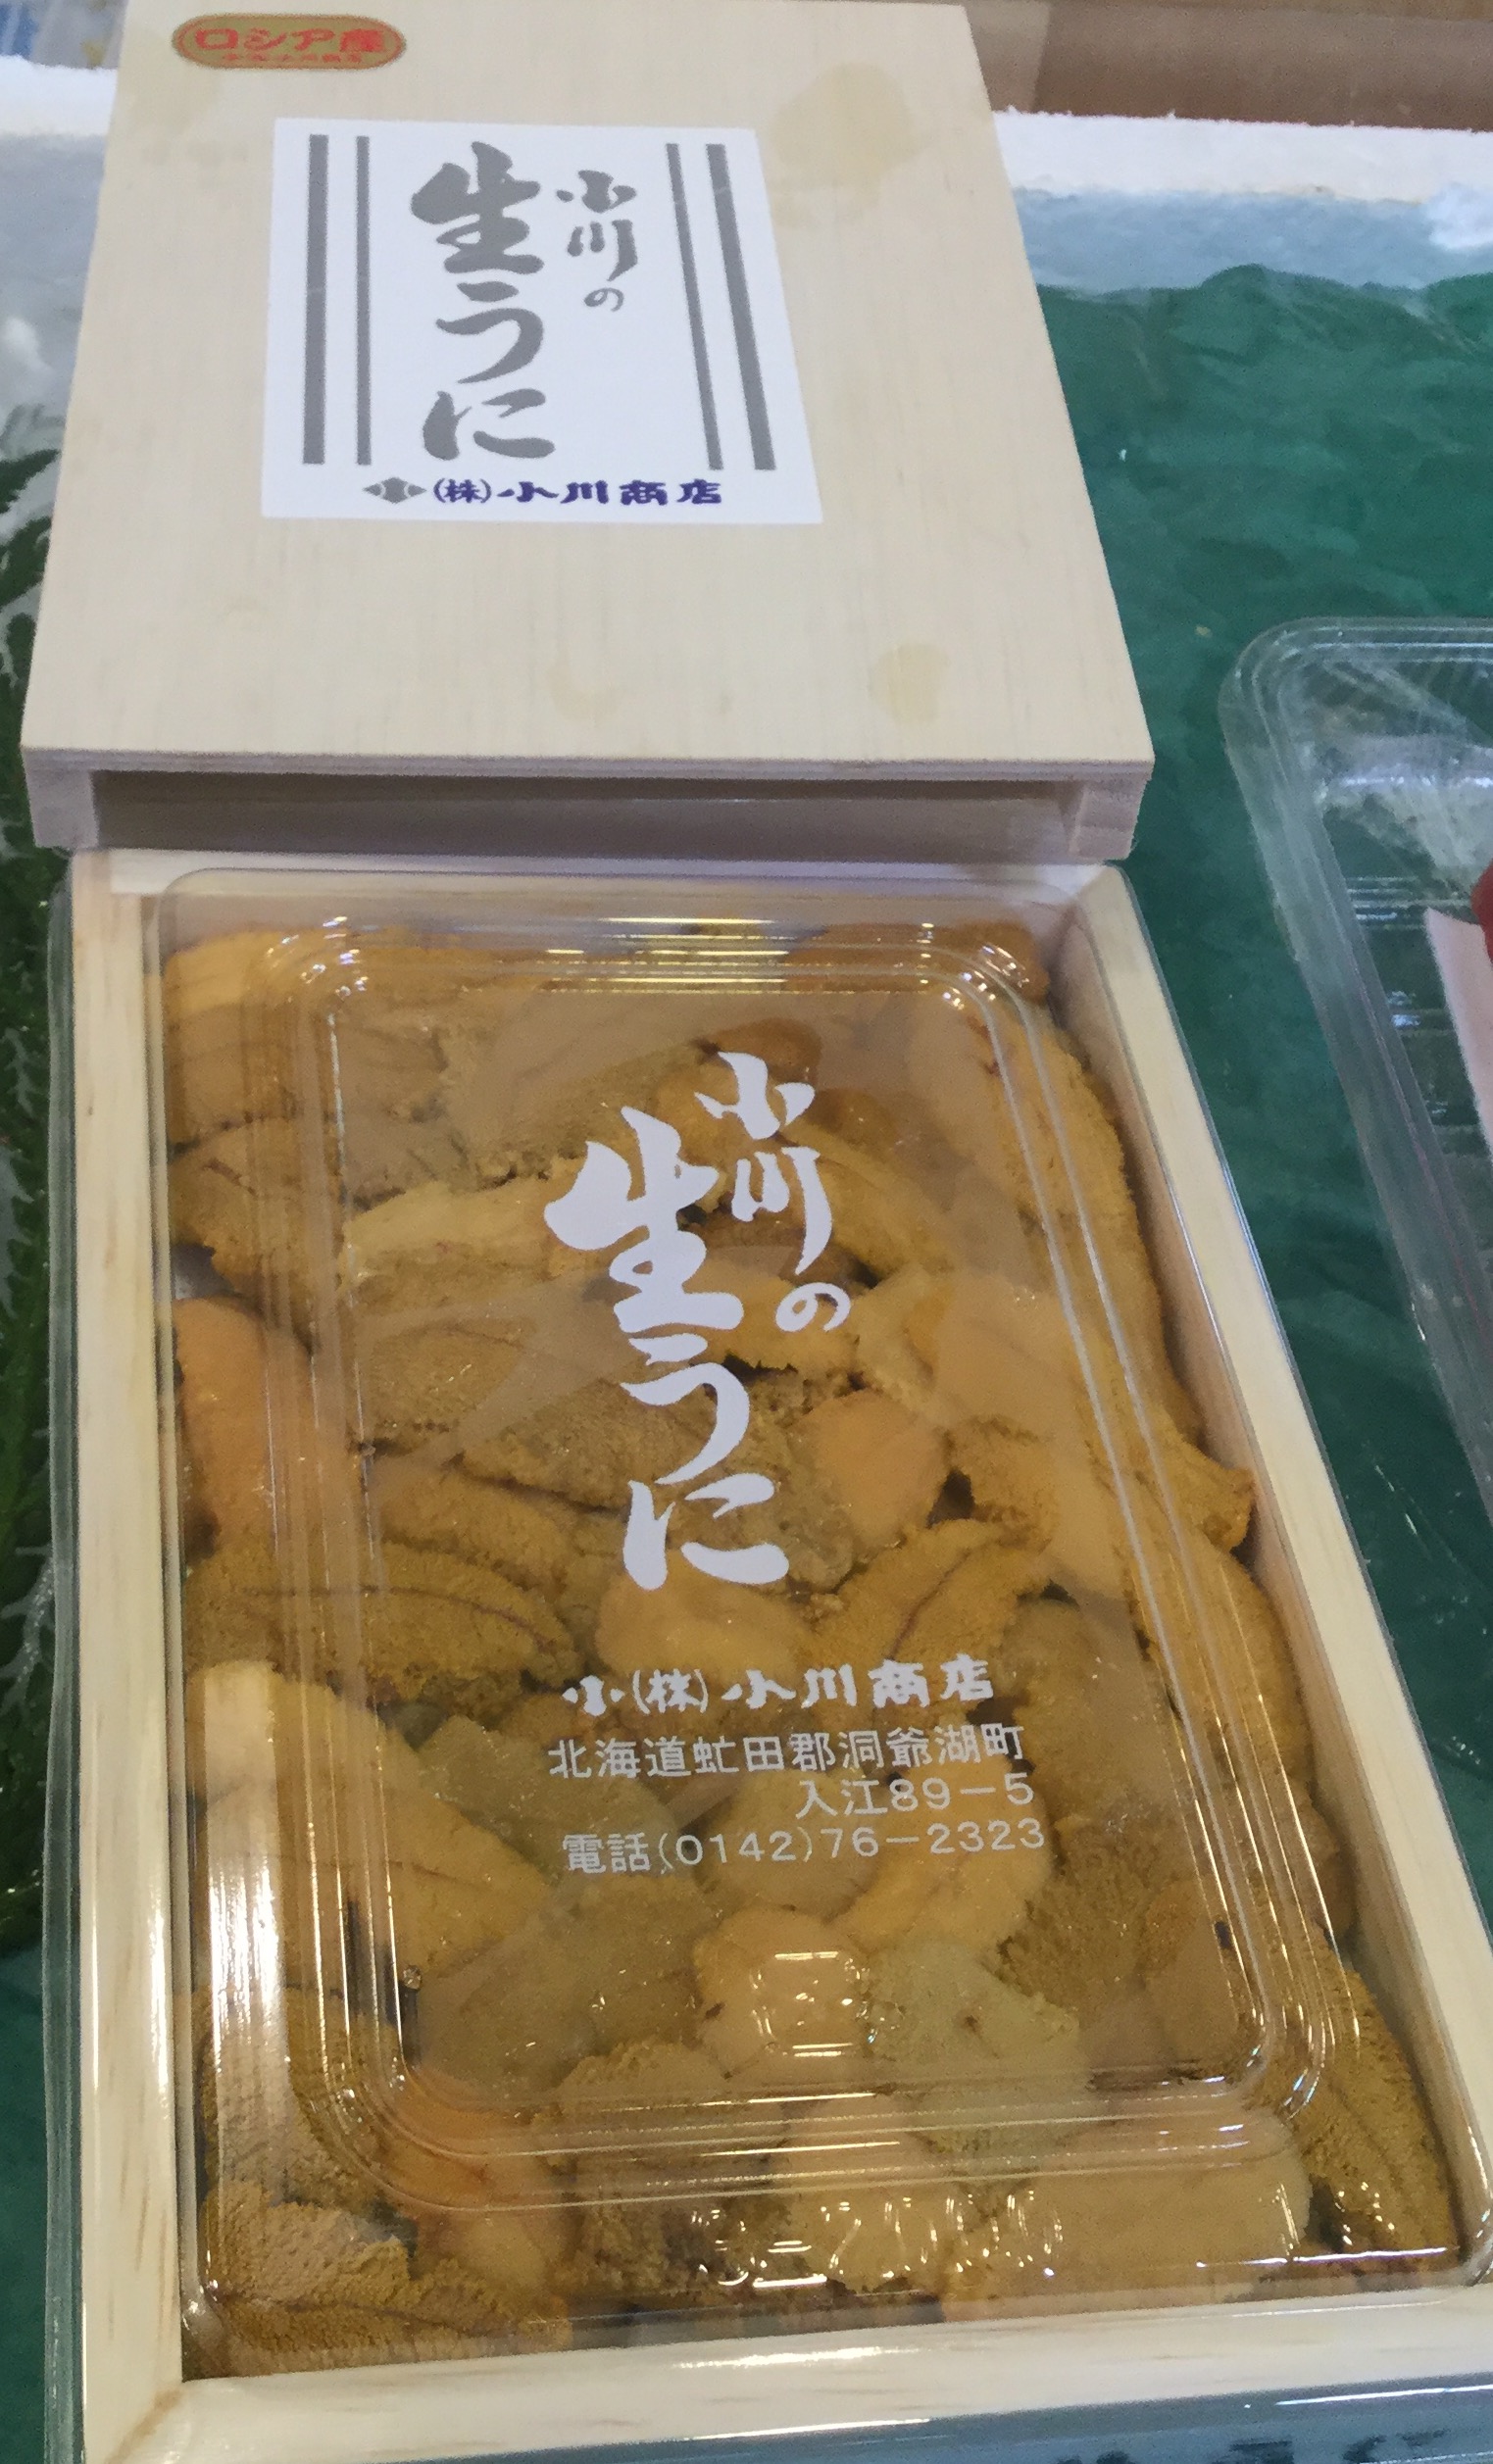 ロシア産
小川の
生うに
(株)小川商店
小川の
生うに
(株)小川商店
北海道虻田郡洞爺湖町
入江89-5
電話(0142)76-2323